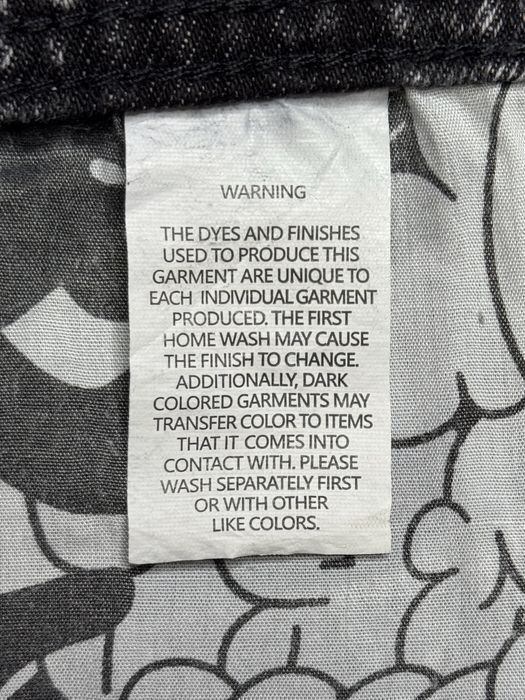 WARNING
THE DYES AND FINISHES
USED TO PRODUCE THIS
GARMENT ARE UNIQUE TO
EACH INDIVIDUAL GARMENT
PRODUCED. THE FIRST
HOME WASH MAY CAUSE
THE FINISH TO CHANGE.
ADDITIONALLY, DARK
COLORED GARMENTS MAY
TRANSFER COLOR TO ITEMS
THAT IT COMES INTO
CONTACT WITH. PLEASE
WASH SEPARATELY FIRST
OR WITH OTHER
LIKE COLORS.